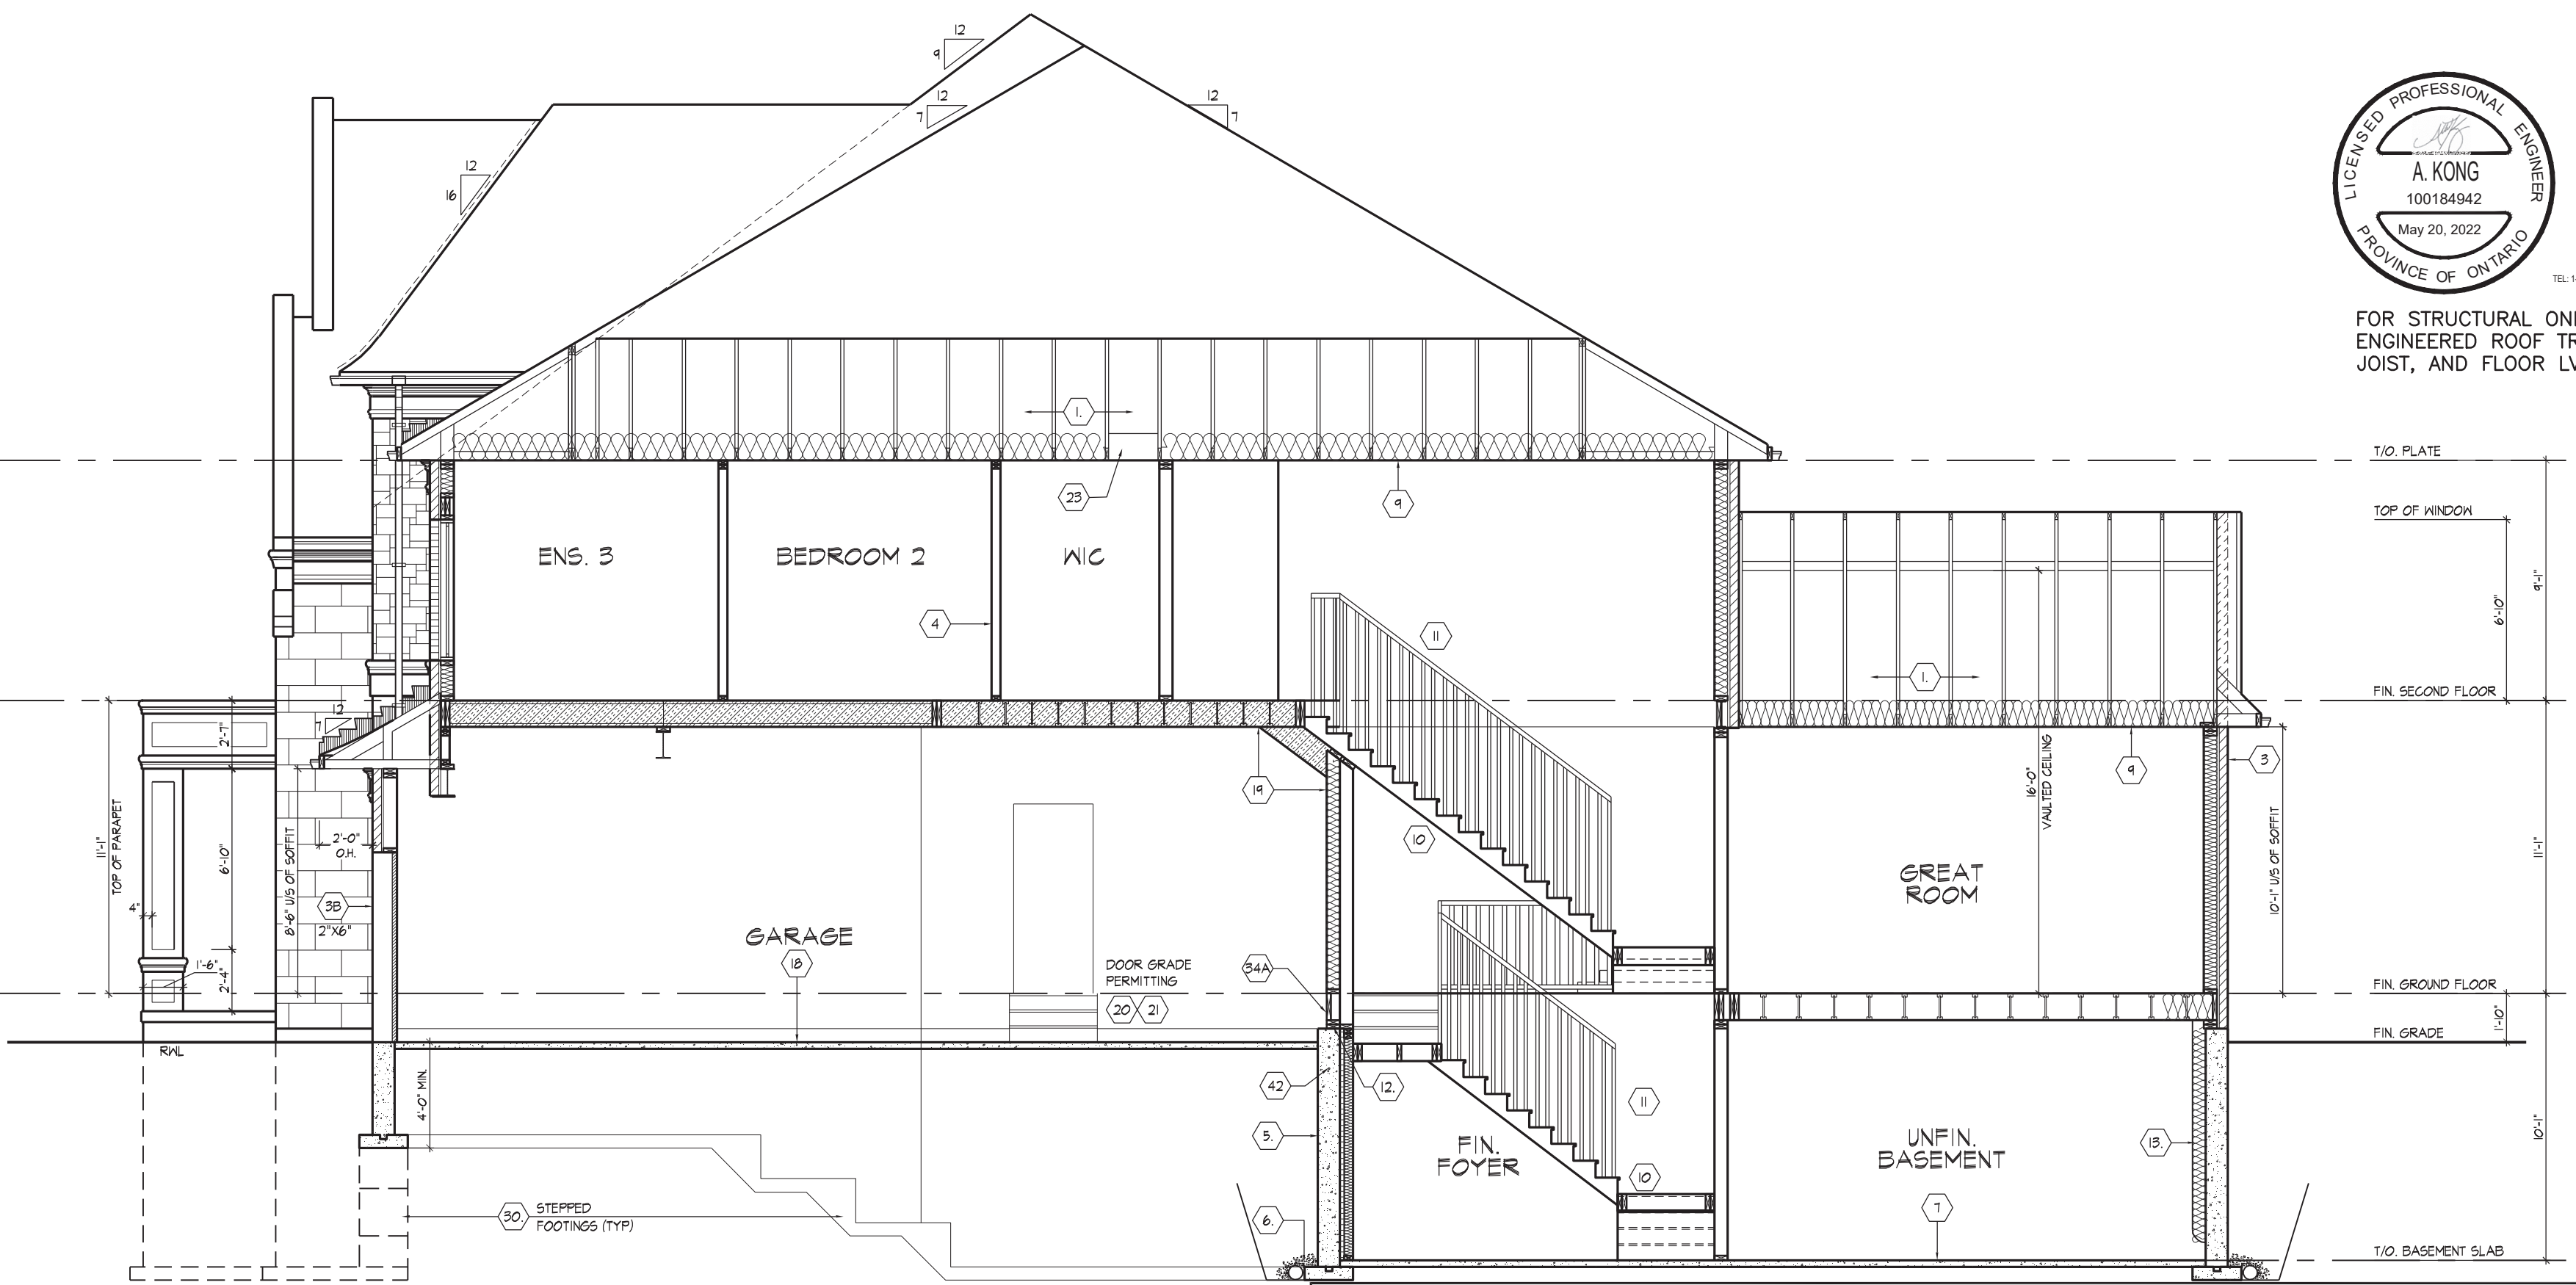 12
9
12
7
12
7
12
16
LICENSED PROFESSIONAL ENGINEER
A. KONG
100184942
May 20, 2022
PROVINCE OF ONTARIO
TEL: 1-
FOR STRUCTURAL ONL
ENGINEERED ROOF TR
JOIST, AND FLOOR LV
1.
T/O. PLATE
23
9
TOP OF WINDOW
ENS. 3
BEDROOM 2
WIC
9'-1"
6'-10"
4
11
1.
FIN. SECOND FLOOR
12
7
2'-7"
16'-0"
VAULTED CEILING
9
3
19
11'-1"
TOP OF PARAPET
6'-10"
8'-6" U/S OF SOFFIT
2'-0"
O.H.
10
10'-1" U/S OF SOFFIT
11'-1"
GREAT
ROOM
4"
3B
2"X6"
GARAGE
18
DOOR GRADE
PERMITTING
20
21
34A
1'-6"
2'-4"
FIN. GROUND FLOOR
1'-10"
FIN. GRADE
RWL
4'-0" MIN.
42
12.
11
5.
FIN.
FOYER
UNFIN.
BASEMENT
13.
10'-1"
10
30.
STEPPED
FOOTINGS (TYP)
6.
7
T/O. BASEMENT SLAB